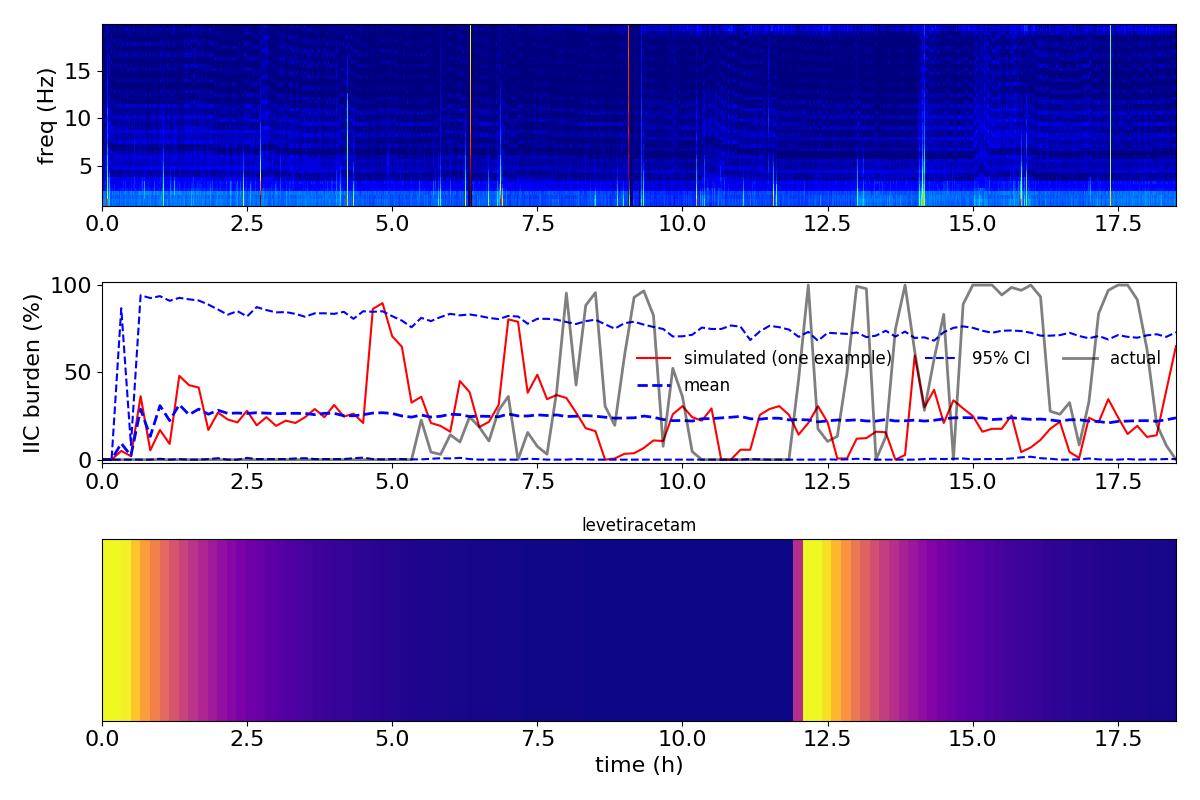 freq (Hz)
15
10
5
0.0 2.5 5.0 7.5 10.0 12.5 15.0 17.5
IIC burden (%)
100
50
0
simulated (one example) 95% CI actual
mean
0.0 2.5 5.0 7.5 10.0 12.5 15.0 17.5
levetiracetam
0.0 2.5 5.0 7.5 10.0 12.5 15.0 17.5
time (h)